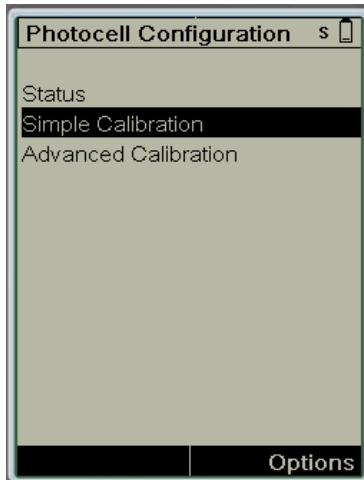 Photocell Configuration S
Status
Simple Calibration
Advanced Calibration
Options